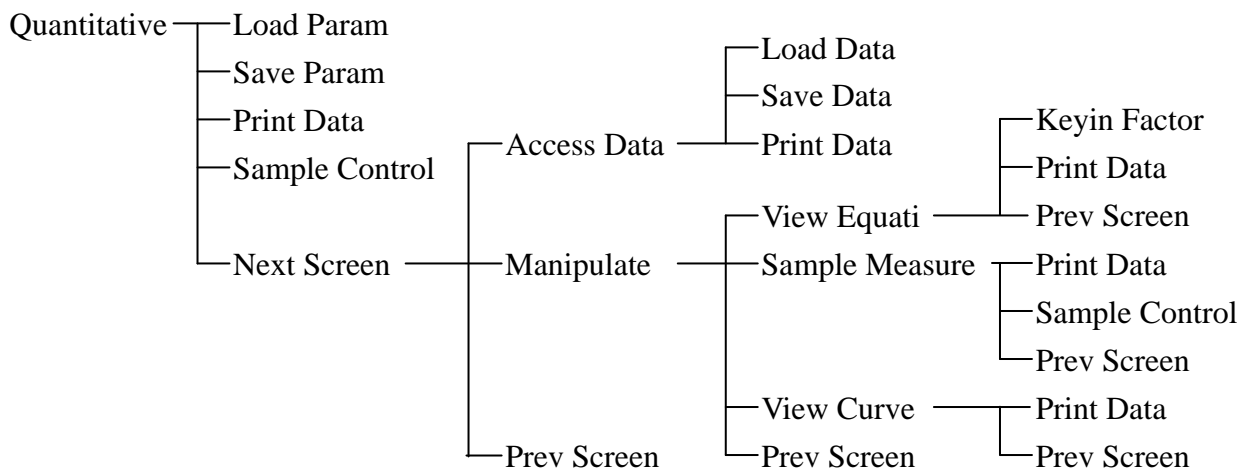 Quantitative
Load Param
Save Param
Print Data
Sample Control
Next Screen
Access Data
Load Data
Save Data
Print Data
Manipulate
View Equati
Keyin Factor
Print Data
Prev Screen
Sample Measure
Print Data
Sample Control
Prev Screen
View Curve
Print Data
Prev Screen
Prev Screen
Prev Screen